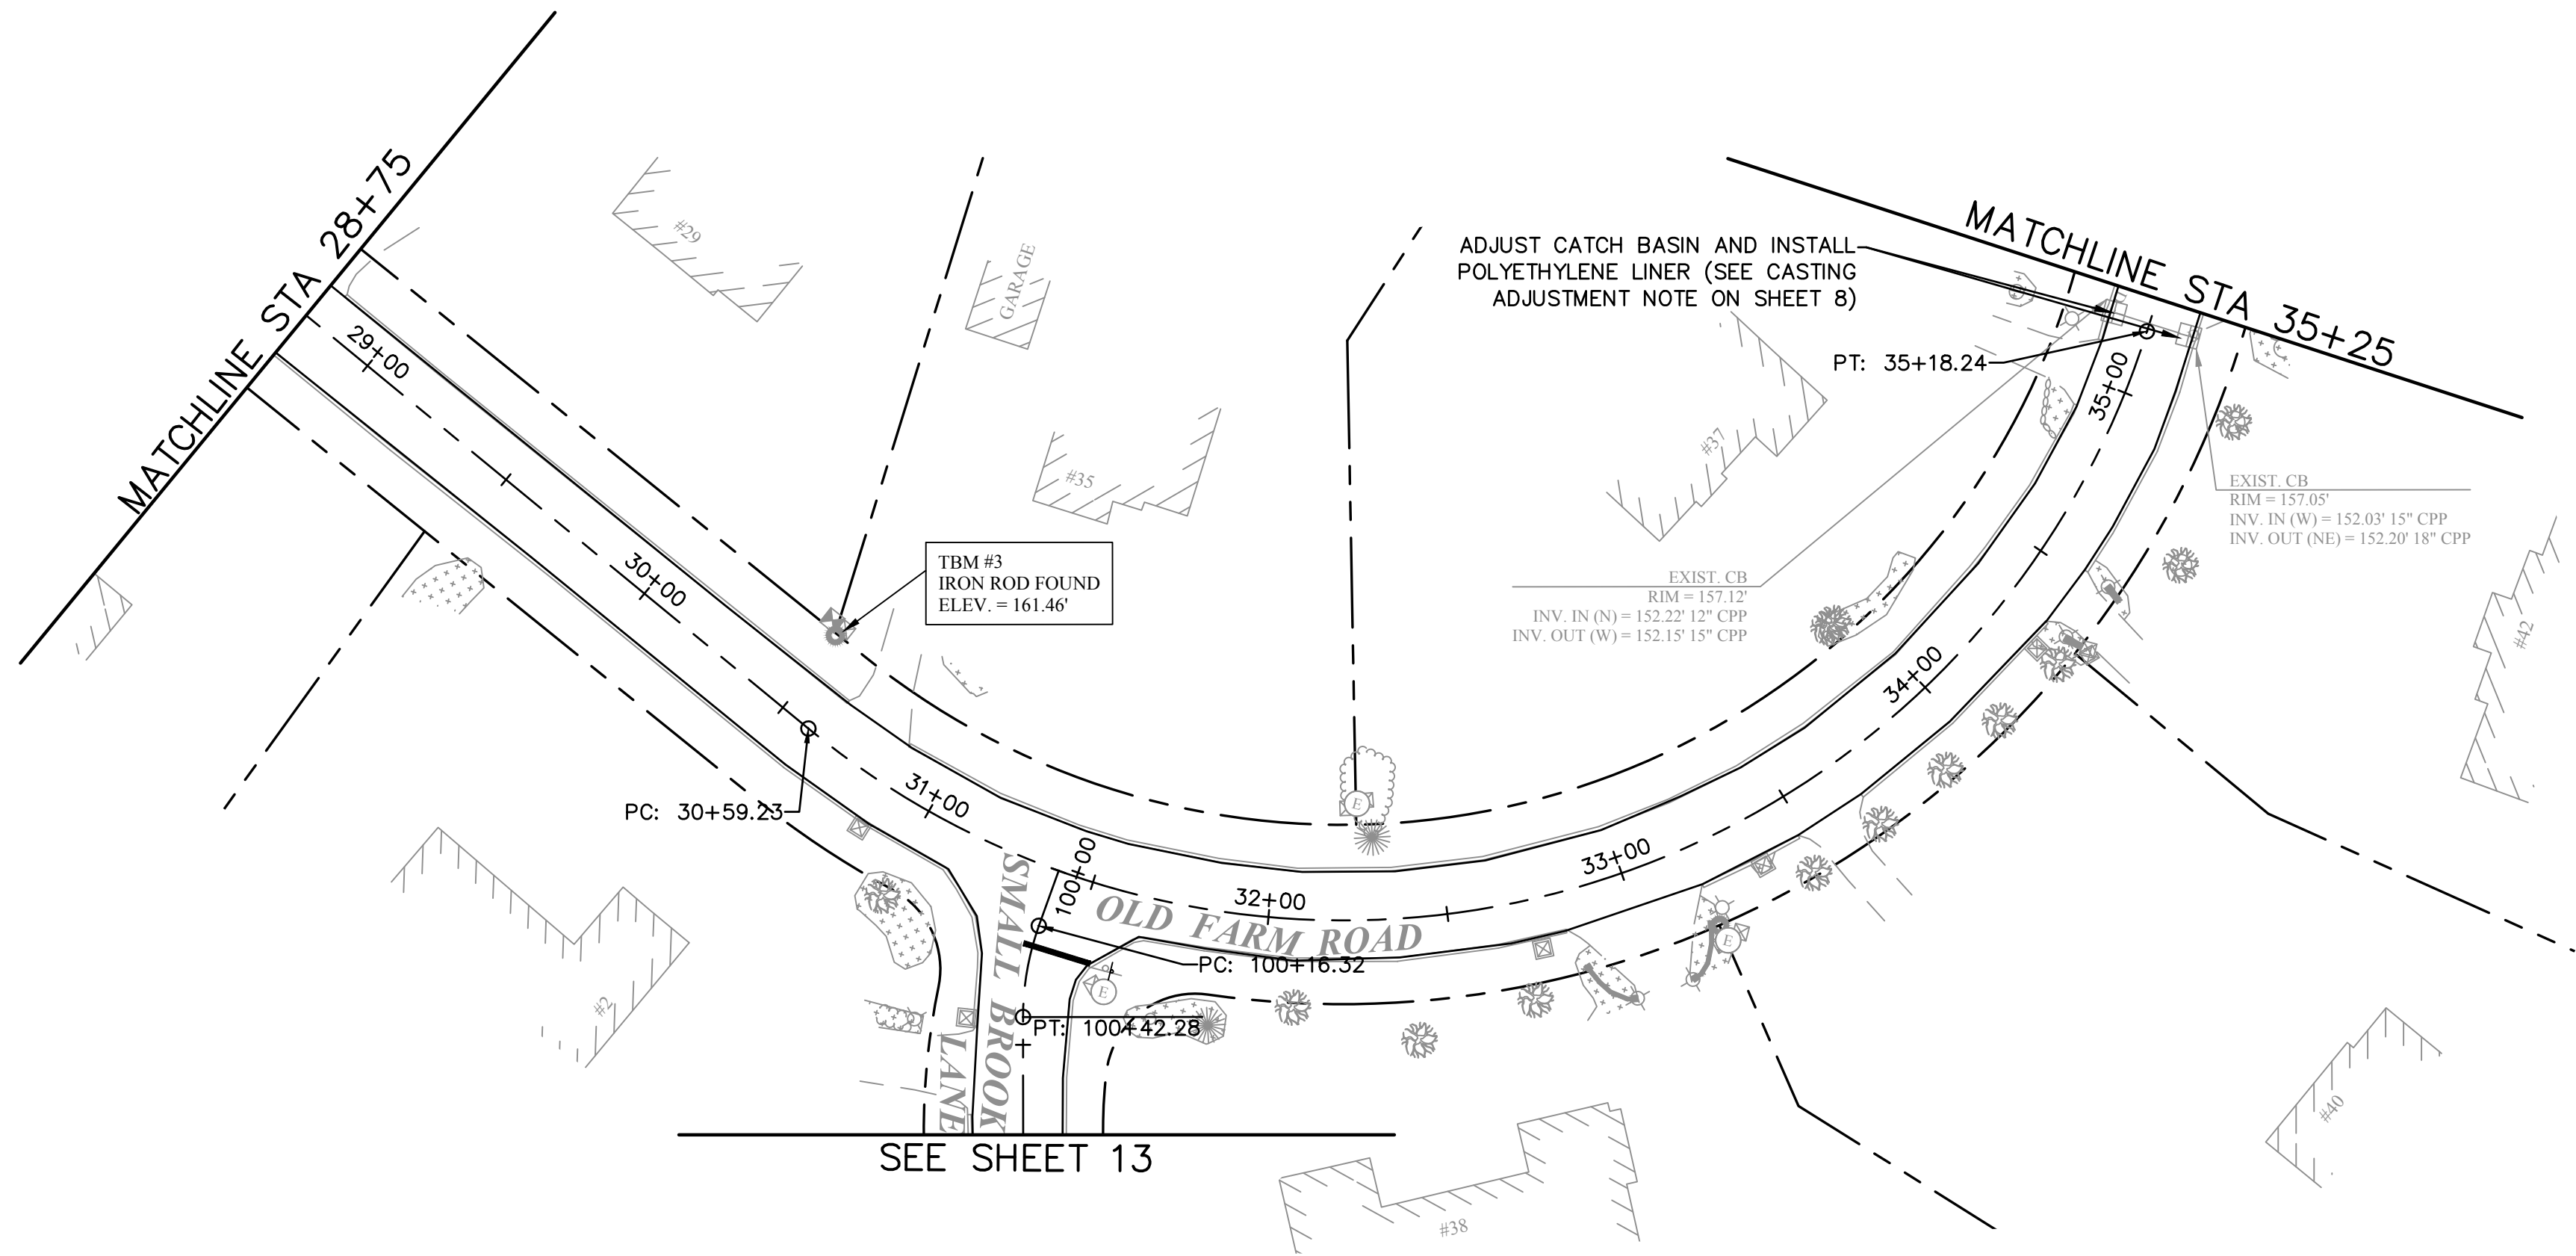 MATCHLINE STA 28+75
#29
GARAGE
29+00
30+00
#35
TBM #3
IRON ROD FOUND
ELEV. = 161.46'
PC: 30+59.23
31+00
MATCHLINE STA 35+25
ADJUST CATCH BASIN AND INSTALL
POLYETHYLENE LINER (SEE CASTING
ADJUSTMENT NOTE ON SHEET 8)
PT: 35+18.24
35+00
#37
EXIST. CB
RIM = 157.05'
INV. IN (W) = 152.03' 15" CPP
INV. OUT (NE) = 152.20' 18" CPP
EXIST. CB
RIM = 157.12'
INV. IN (N) = 152.22' 12" CPP
INV. OUT (W) = 152.15' 15" CPP
#42
34+00
E
33+00
32+00
100+00
OLD FARM ROAD
E
PC: 100+16.32
E
SMALL BROOK
LANE
PT: 100+42.28
#2
#40
SEE SHEET 13
#38